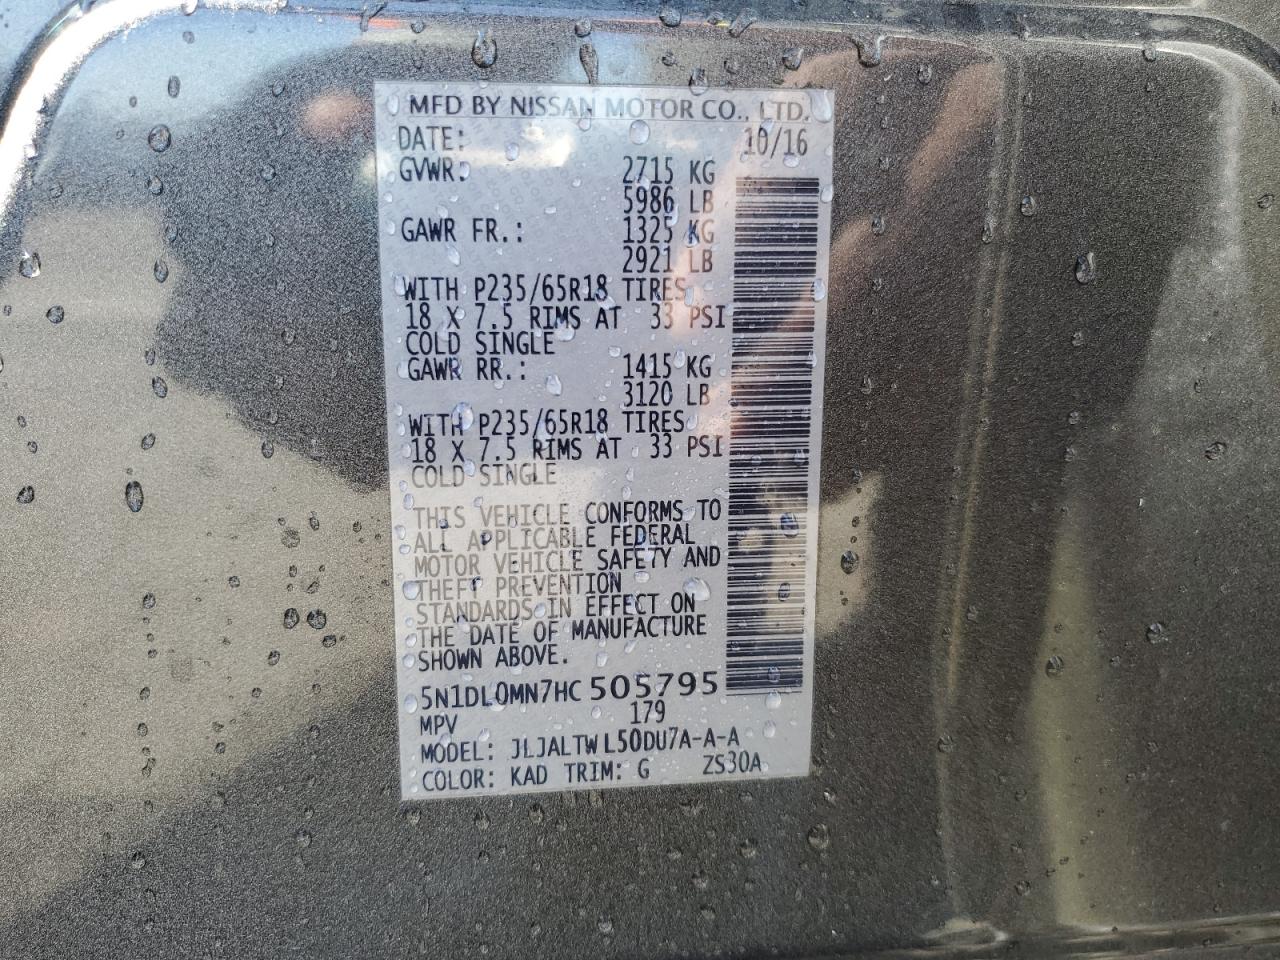 MFD BY NISSAN MOTOR CO., LTD.
DATE: 10/16
GVWR: 2715 KG
5986 LB
GAWR FR.: 1325 KG
2921 LB
WITH P235/65R18 TIRES
18 X 7.5 RIMS AT 33 PSI
COLD SINGLE
GAWR RR.: 1415 KG
3120 LB
WITH P235/65R18 TIRES
18 X 7.5 RIMS AT 33 PSI
COLD SINGLE
THIS VEHICLE CONFORMS TO
ALL APPLICABLE FEDERAL
MOTOR VEHICLE SAFETY AND
THEFT PREVENTION
STANDARDS IN EFFECT ON
THE DATE OF MANUFACTURE
SHOWN ABOVE.
5N1DL0MN7HC505795
MPV 179
MODEL: JLJALTWL50DU7A-A-A
COLOR: KAD TRIM: G ZS30A